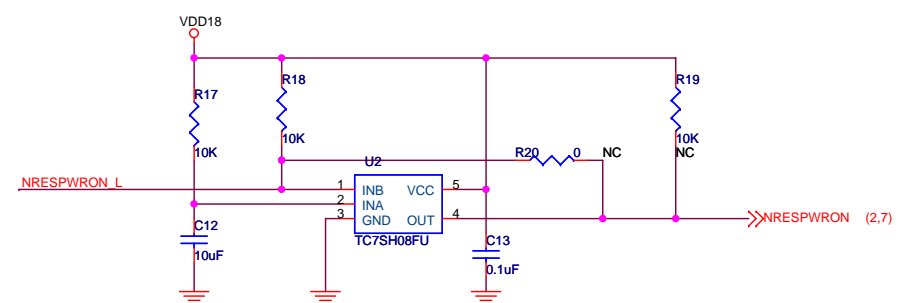 VDD18
R17
10K
R18
10K
R19
10K
NC
R20
0
NC
U2
NRESPWRON_L
1
INB
VCC
5
2
INA
3
GND
OUT
4
TC7SH08FU
NRESPWRON (2,7)
C12
10uF
C13
0.1uF